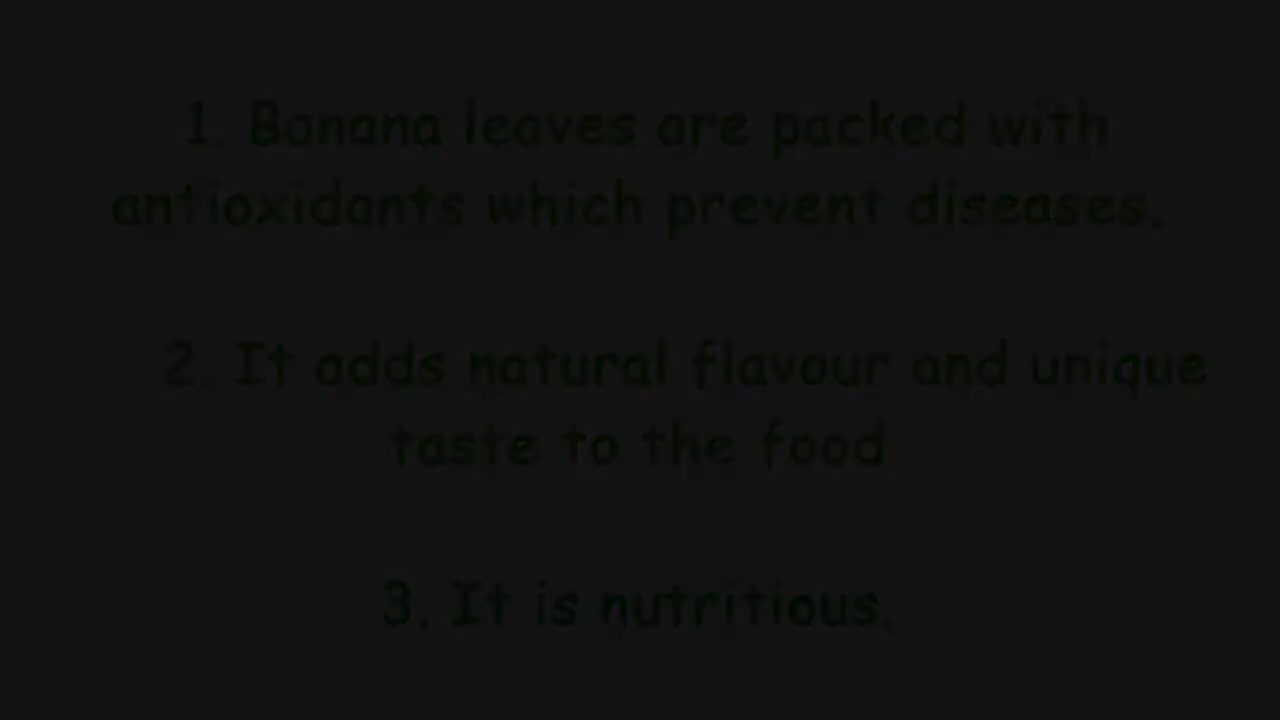 1. Banana leaves are packed with
antioxidants which prevent diseases.
2. It adds natural flavour and unique
taste to the food
3. It is nutritious.